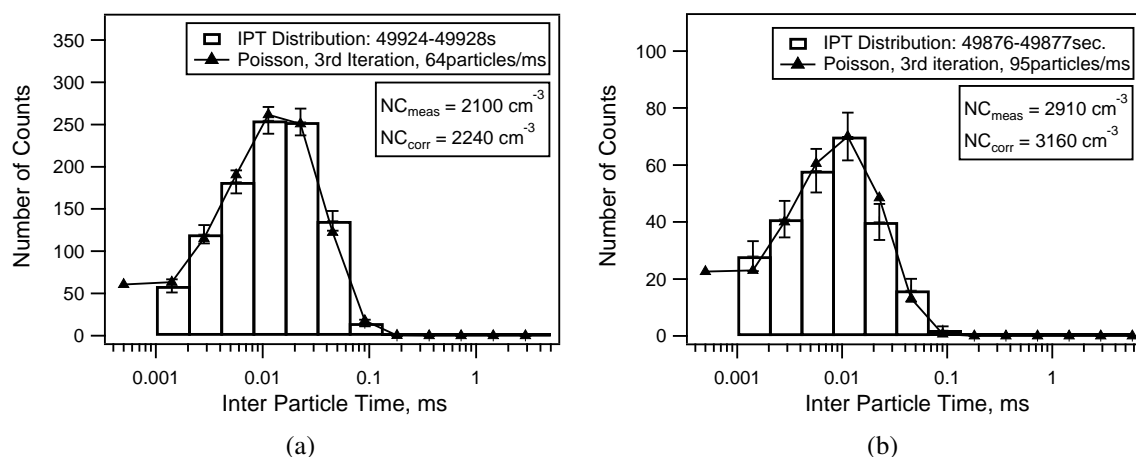 350
300
250
200
150
100
50
0
Number of Counts
IPT Distribution: 49924-49928s
Poisson, 3rd Iteration, 64particles/ms
NCmeas = 2100 cm-3
NCcorr = 2240 cm-3
0.001 0.01 0.1 1
Inter Particle Time, ms
(a)
100
80
60
40
20
0
Number of Counts
IPT Distribution: 49876-49877sec.
Poisson, 3rd iteration, 95particles/ms
NCmeas = 2910 cm-3
NCcorr = 3160 cm-3
0.001 0.01 0.1 1
Inter Particle Time, ms
(b)